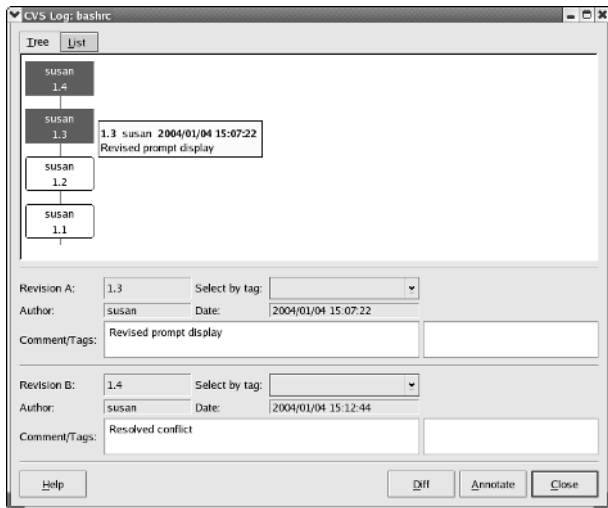 CVS Log: bashrc
Tree List
susan
1.4
susan
1.3
1.3 susan 2004/01/04 15:07:22
Revised prompt display
susan
1.2
susan
1.1
Revision A: 1.3 Select by tag:
Author: susan Date: 2004/01/04 15:07:22
Comment/Tags: Revised prompt display
Revision B: 1.4 Select by tag:
Author: susan Date: 2004/01/04 15:12:44
Comment/Tags: Resolved conflict
Help Diff Annotate Close